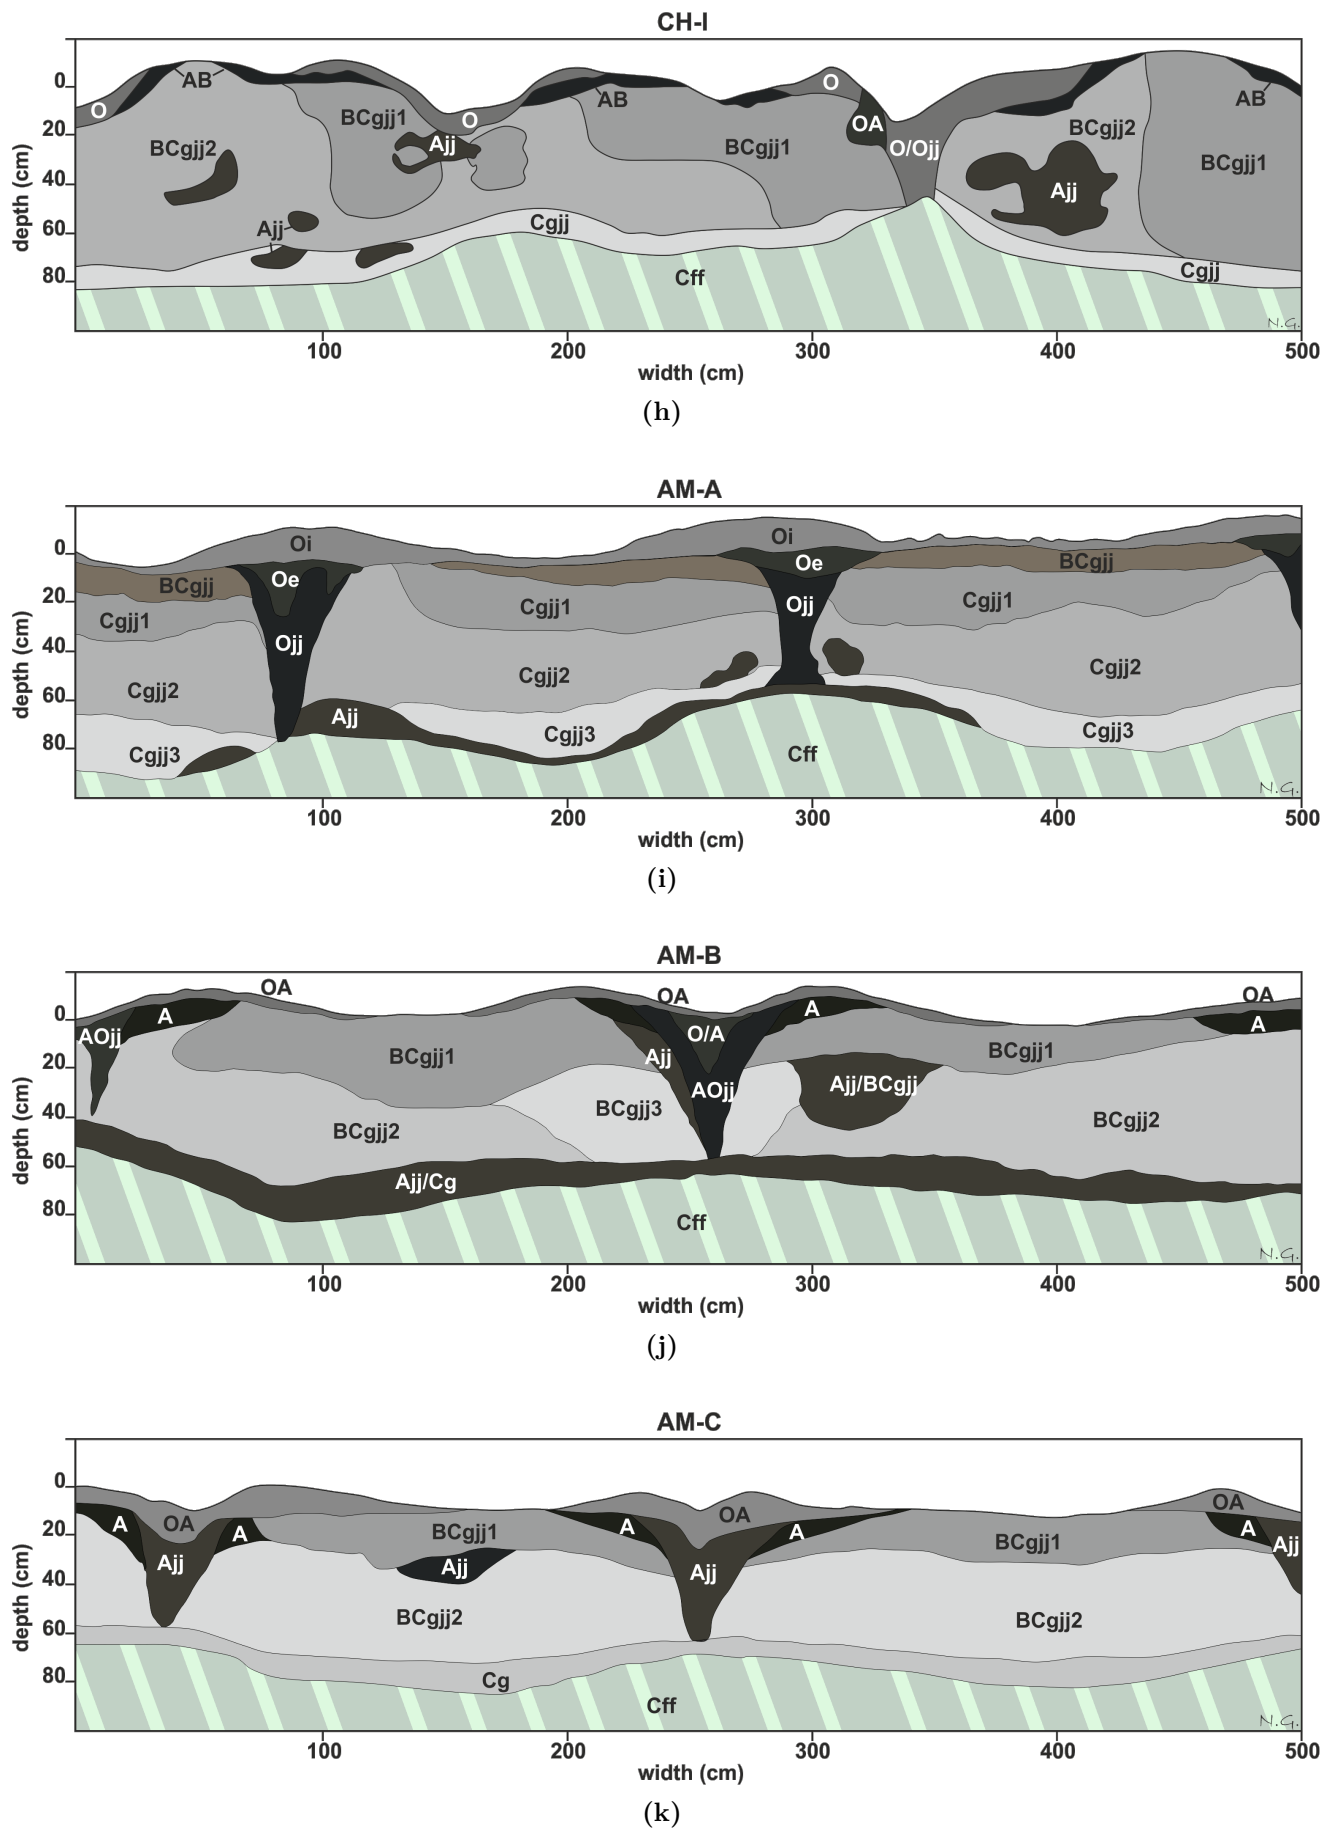 CH-I
AB
AB
AB
O
O
O
OA
O/Ojj
BCgjj2
BCgjj1
Ajj
BCgjj1
BCgjj2
BCgjj1
Ajj
Ajj
Cgjj
Cgjj
Cff
N.G.
0
20
40
60
80
depth (cm)
100 200 300 400 500
width (cm)
(h)
AM-A
Oi
Oi
Oe
Oe
BCgjj
BCgjj
Cgjj1
Cgjj1
Cgjj1
Ojj
Ojj
Cgjj2
Cgjj2
Cgjj2
Ajj
Cgjj3
Cgjj3
Cgjj3
Cff
N.G.
0
20
40
60
80
depth (cm)
100 200 300 400 500
width (cm)
(i)
AM-B
OA
OA
OA
A
A
A
AOjj
O/A
BCgjj1
Ajj
BCgjj1
AOjj
Ajj/BCgjj
BCgjj3
BCgjj2
BCgjj2
Ajj/Cg
Cff
N.G.
0
20
40
60
80
depth (cm)
100 200 300 400 500
width (cm)
(j)
AM-C
OA
OA
OA
A
A
A
A
A
BCgjj1
BCgjj1
Ajj
Ajj
Ajj
Ajj
BCgjj2
BCgjj2
Cg
Cff
N.G.
0
20
40
60
80
depth (cm)
100 200 300 400 500
width (cm)
(k)